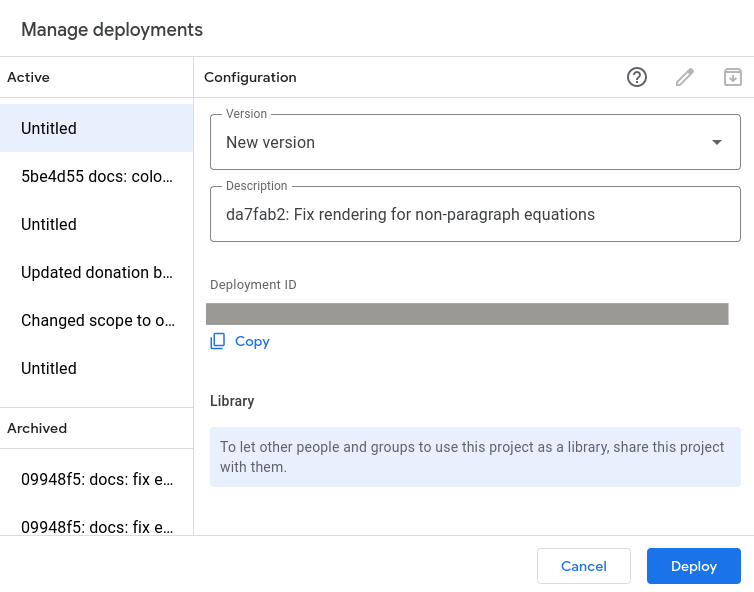 Manage deployments
Active
Configuration
Untitled
5be4d55 docs: colo...
Untitled
Updated donation b...
Changed scope to o...
Untitled
Archived
09948f5: docs: fix e...
09948f5: docs: fix e...
Version
New version
Description
da7fab2: Fix rendering for non-paragraph equations
Deployment ID
Copy
Library
To let other people and groups to use this project as a library, share this project
with them.
Cancel
Deploy